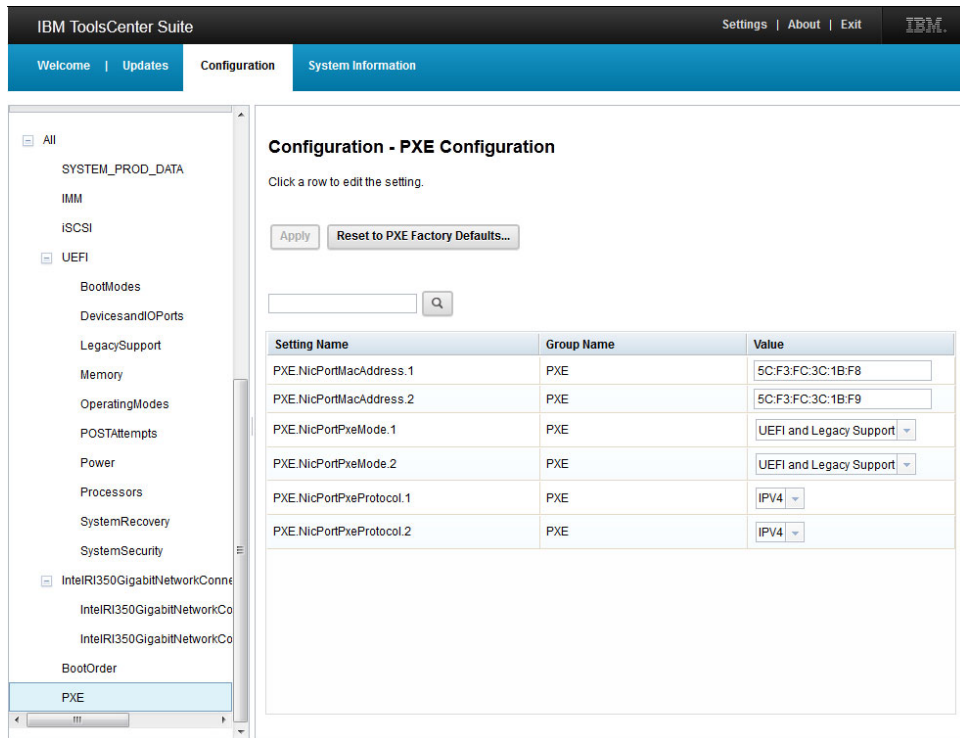 IBM ToolsCenter Suite
Settings | About | Exit
IBM.
Welcome | Updates
Configuration
System Information
All
SYSTEM_PROD_DATA
IMM
iSCSI
UEFI
BootModes
DevicesandIOPorts
LegacySupport
Memory
OperatingModes
POSTAttempts
Power
Processors
SystemRecovery
SystemSecurity
IntelRI350GigabitNetworkConne
IntelRI350GigabitNetworkCo
IntelRI350GigabitNetworkCo
BootOrder
PXE
Configuration - PXE Configuration
Click a row to edit the setting.
Apply
Reset to PXE Factory Defaults...
Setting Name Group Name Value
PXE.NicPortMacAddress.1 PXE 5C:F3:FC:3C:1B:F8
PXE.NicPortMacAddress.2 PXE 5C:F3:FC:3C:1B:F9
PXE.NicPortPxeMode.1 PXE UEFI and Legacy Support
PXE.NicPortPxeMode.2 PXE UEFI and Legacy Support
PXE.NicPortPxeProtocol.1 PXE IPV4
PXE.NicPortPxeProtocol.2 PXE IPV4